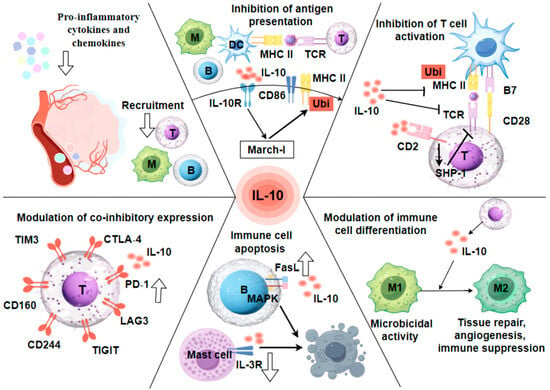 Pro-inflammatory
cytokines and
chemokines
Recruitment
T
M
B
Inhibition of antigen
presentation
M
DC
MHC II
TCR
T
B
IL-10
MHC II
IL-10R
CD86
Ubi
March-I
Inhibition of T cell
activation
Ubi
MHC II
B7
IL-10
TCR
CD28
CD2
T
SHP-1
IL-10
Modulation of co-inhibitory expression
TIM3
CTLA-4
IL-10
PD-1
T
CD160
LAG3
CD244
TIGIT
Immune cell
apoptosis
FasL
B
MAPK
IL-10
Mast cell
IL-3R
Modulation of immune
cell differentiation
IL-10
M1
M2
Microbicidal
activity
Tissue repair,
angiogenesis,
immune suppression